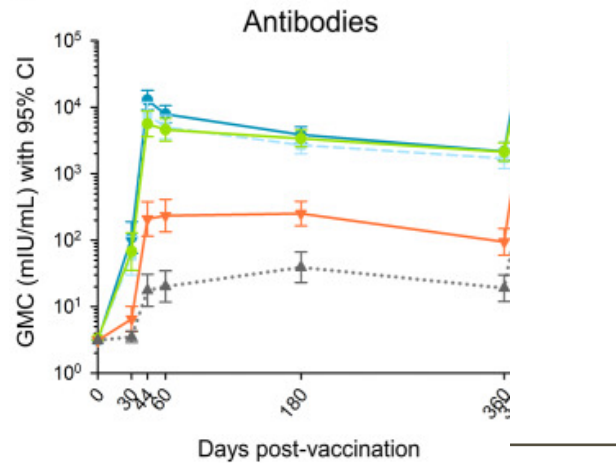 Antibodies
GMC (mIU/mL) with 95% CI
10⁵
10⁴
10³
10²
10¹
10⁰
0 30 44 60 180 360
Days post-vaccination